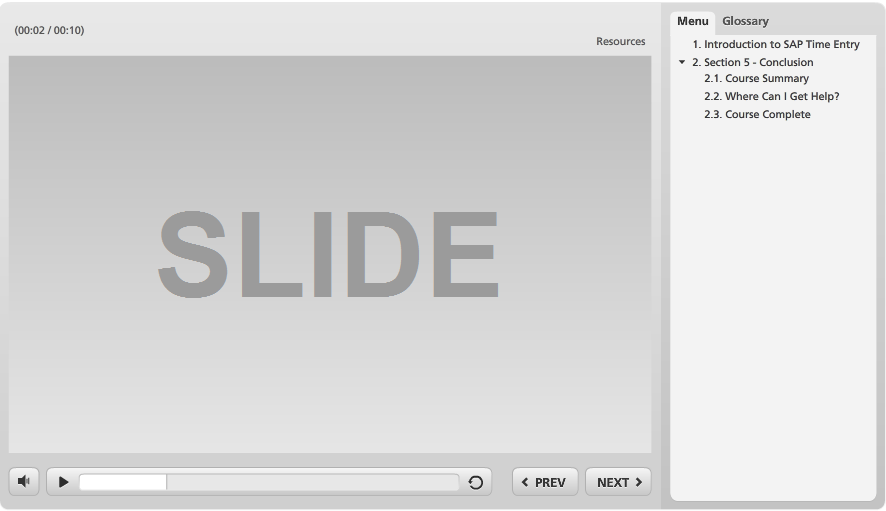 (00:02 / 00:10)
Resources
SLIDE
PREV
NEXT
Menu
Glossary
1. Introduction to SAP Time Entry
2. Section 5 - Conclusion
2.1. Course Summary
2.2. Where Can I Get Help?
2.3. Course Complete